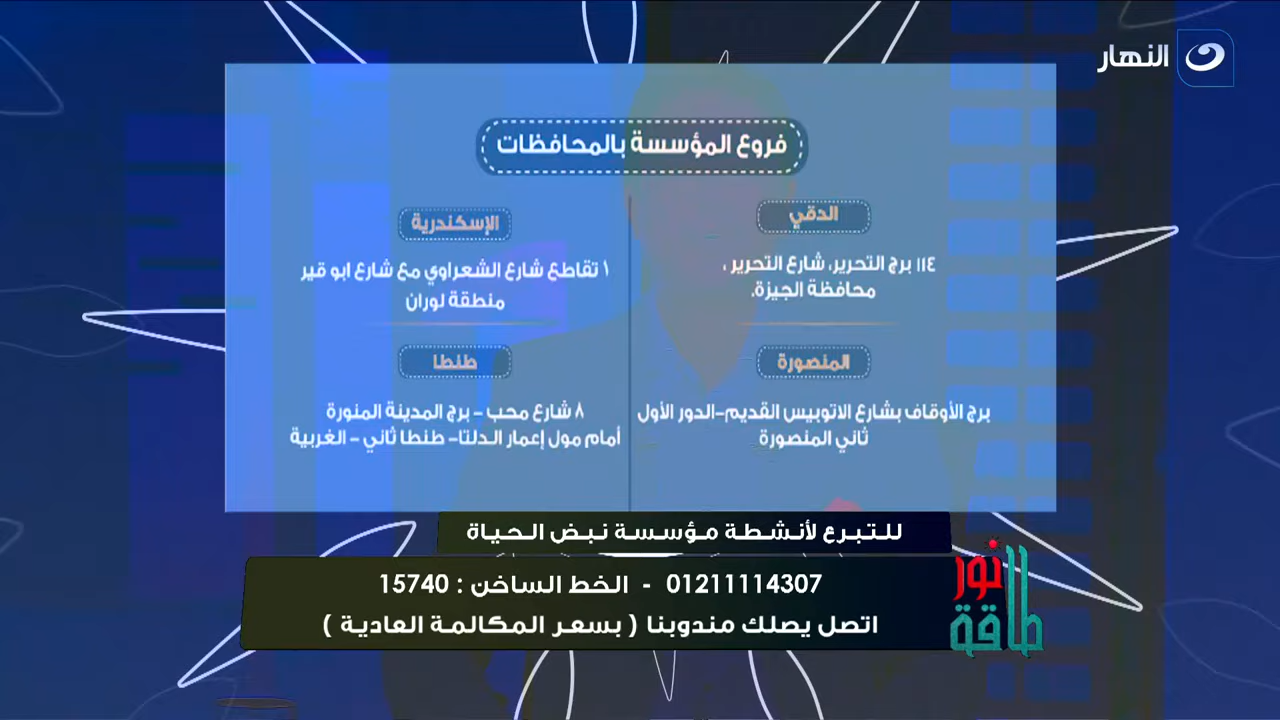 النهار
فروع المؤسسة بالمحافظات
الدقي
١١٤ برج التحرير، شارع التحرير ،
محافظة الجيزة.
الإسكندرية
١ تقاطع شارع الشعراوي مع شارع ابو قير
منطقة لوران
المنصورة
برج الأوقاف بشارع الاتوبيس القديم-الدور الأول
ثاني المنصورة
طنطا
٨ شارع محب - برج المدينة المنورة
أمام مول إعمار الدلتا- طنطا ثاني - الغربية
للتبرع لأنشطة مؤسسة نبض الحياة
01211114307 - الخط الساخن : 15740
اتصل يصلك مندوبنا ( بسعر المكالمة العادية )
طاقة نور